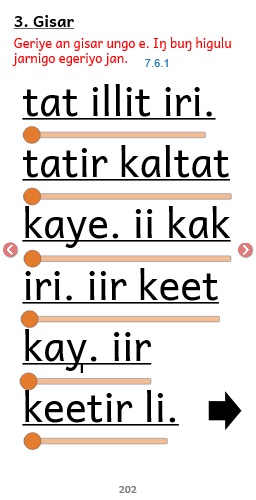 3. Gisar
Geriye an gisar ungo e. Iŋ buŋ higulu
jarnigo egeriyo jan.
7.6.1
tat illit iri.
tatir kaltat
kaye. ii kak
iri. iir keet
kay. iir
keetir li.
202